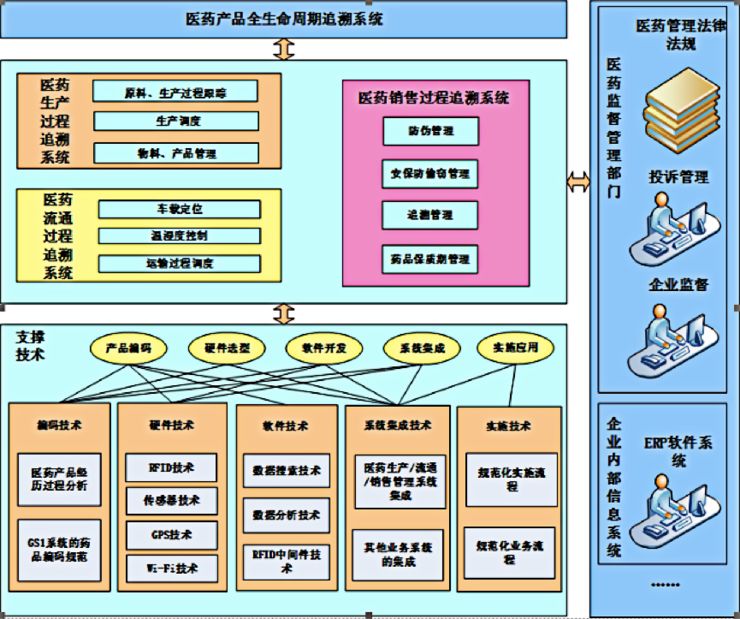 医药产品全生命周期追溯系统
医药
生产
过程
追溯
系统
原料、生产过程跟踪
生产调度
物料、产品管理
医药
流通
过程
追溯
系统
车载定位
温湿度控制
运输过程调度
医药销售过程追溯系统
防伪管理
安保防偷窃管理
追溯管理
药品保质期管理
医药监督管理部门
医药管理法律
法规
投诉管理
企业监督
支撑
技术
产品编码
硬件选型
软件开发
系统集成
实施应用
编码技术
医药产品经
历过程分析
GS1系统的药
品编码规范
硬件技术
RFID技术
传感器技术
GPS技术
Wi-Fi技术
软件技术
数据搜索技术
数据分析技术
RFID中间件技
术
系统集成技术
医药生产/流通
/销售管理系统
集成
其他业务系统
的集成
实施技术
规范化实施流
程
规范化业务流
程
企业内部信息系统
ERP软件系
统
……